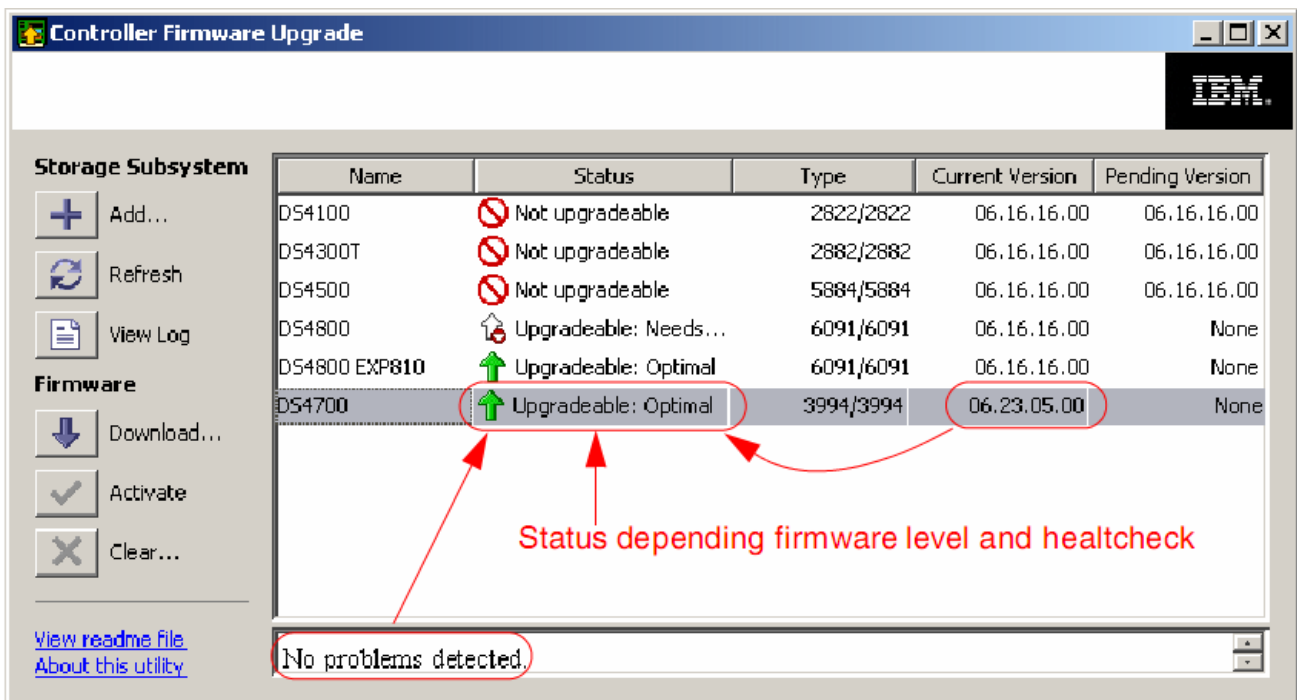 Controller Firmware Upgrade
IBM.
Storage Subsystem
Add...
Refresh
View Log
Firmware
Download...
Activate
Clear...
View readme file
About this utility
Name Status Type Current Version Pending Version
DS4100 Not upgradeable 2822/2822 06.16.16.00 06.16.16.00
DS4300T Not upgradeable 2882/2882 06.16.16.00 06.16.16.00
DS4500 Not upgradeable 5884/5884 06.16.16.00 06.16.16.00
DS4800 Upgradeable: Needs... 6091/6091 06.16.16.00 None
DS4800 EXP810 Upgradeable: Optimal 6091/6091 06.16.16.00 None
DS4700 Upgradeable: Optimal 3994/3994 06.23.05.00 None
Status depending firmware level and healtcheck
No problems detected.